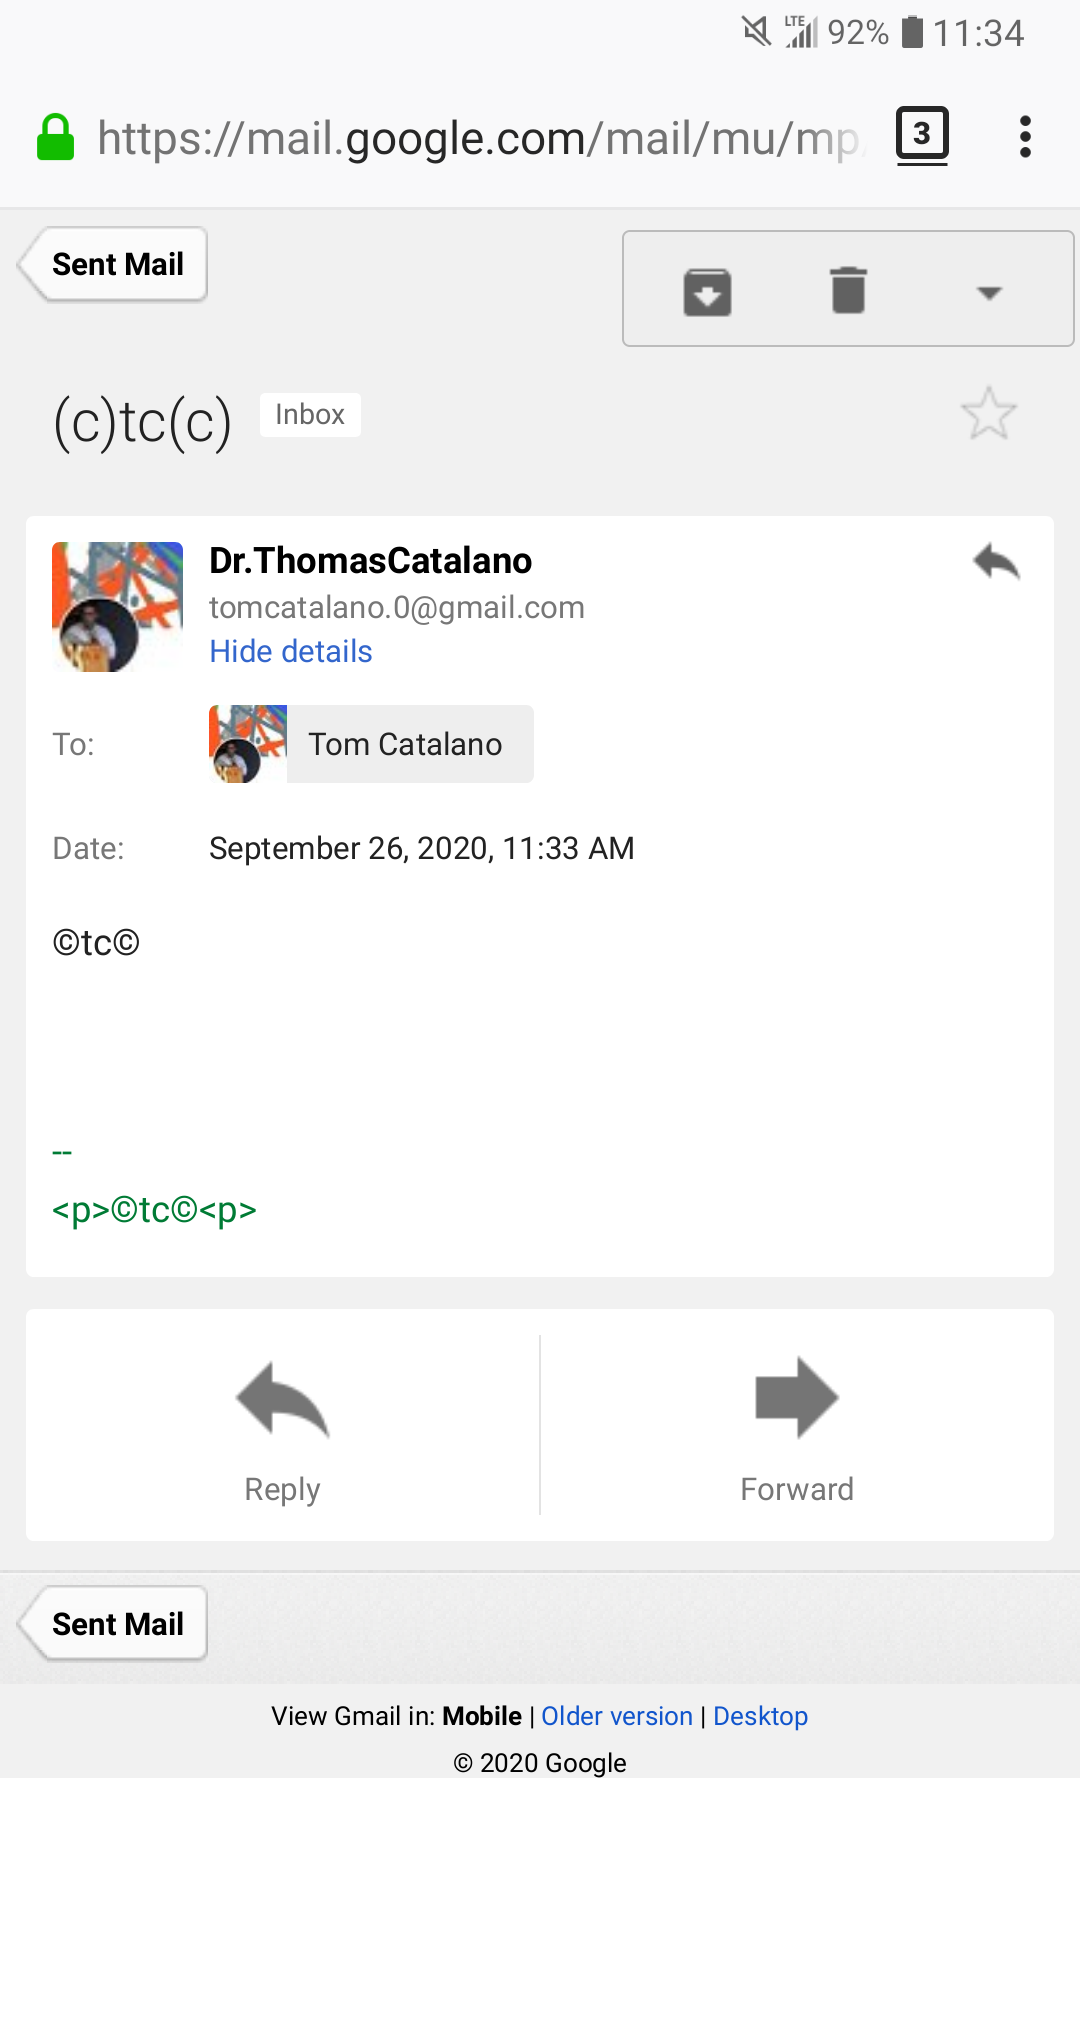 LTE 92% 11:34
https://mail.google.com/mail/mu/mp
3
Sent Mail
(c)tc(c) Inbox
Dr.ThomasCatalano
tomcatalano.0@gmail.com
Hide details
To: Tom Catalano
Date: September 26, 2020, 11:33 AM
©tc©
--
<p>©tc©<p>
Reply Forward
Sent Mail
View Gmail in: Mobile | Older version | Desktop
© 2020 Google